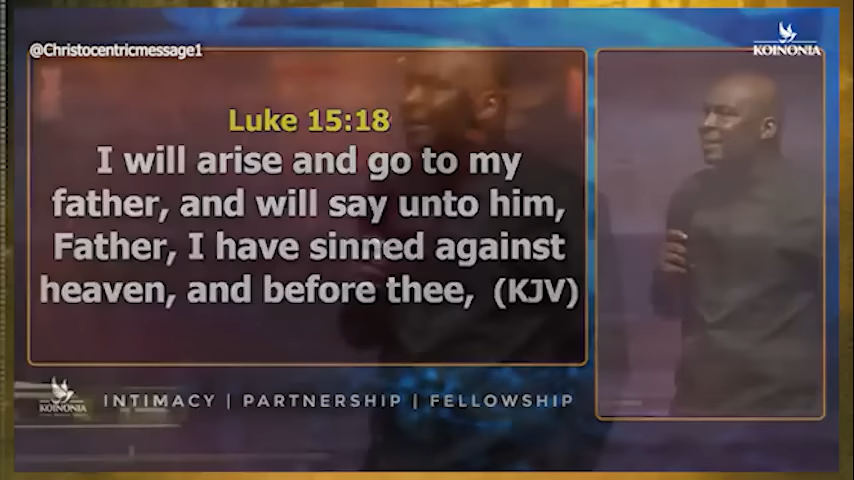 @Christocentricmessage1
KOINONIA
Luke 15:18
I will arise and go to my
father, and will say unto him,
Father, I have sinned against
heaven, and before thee, (KJV)
KOINONIA
INTIMACY | PARTNERSHIP | FELLOWSHIP